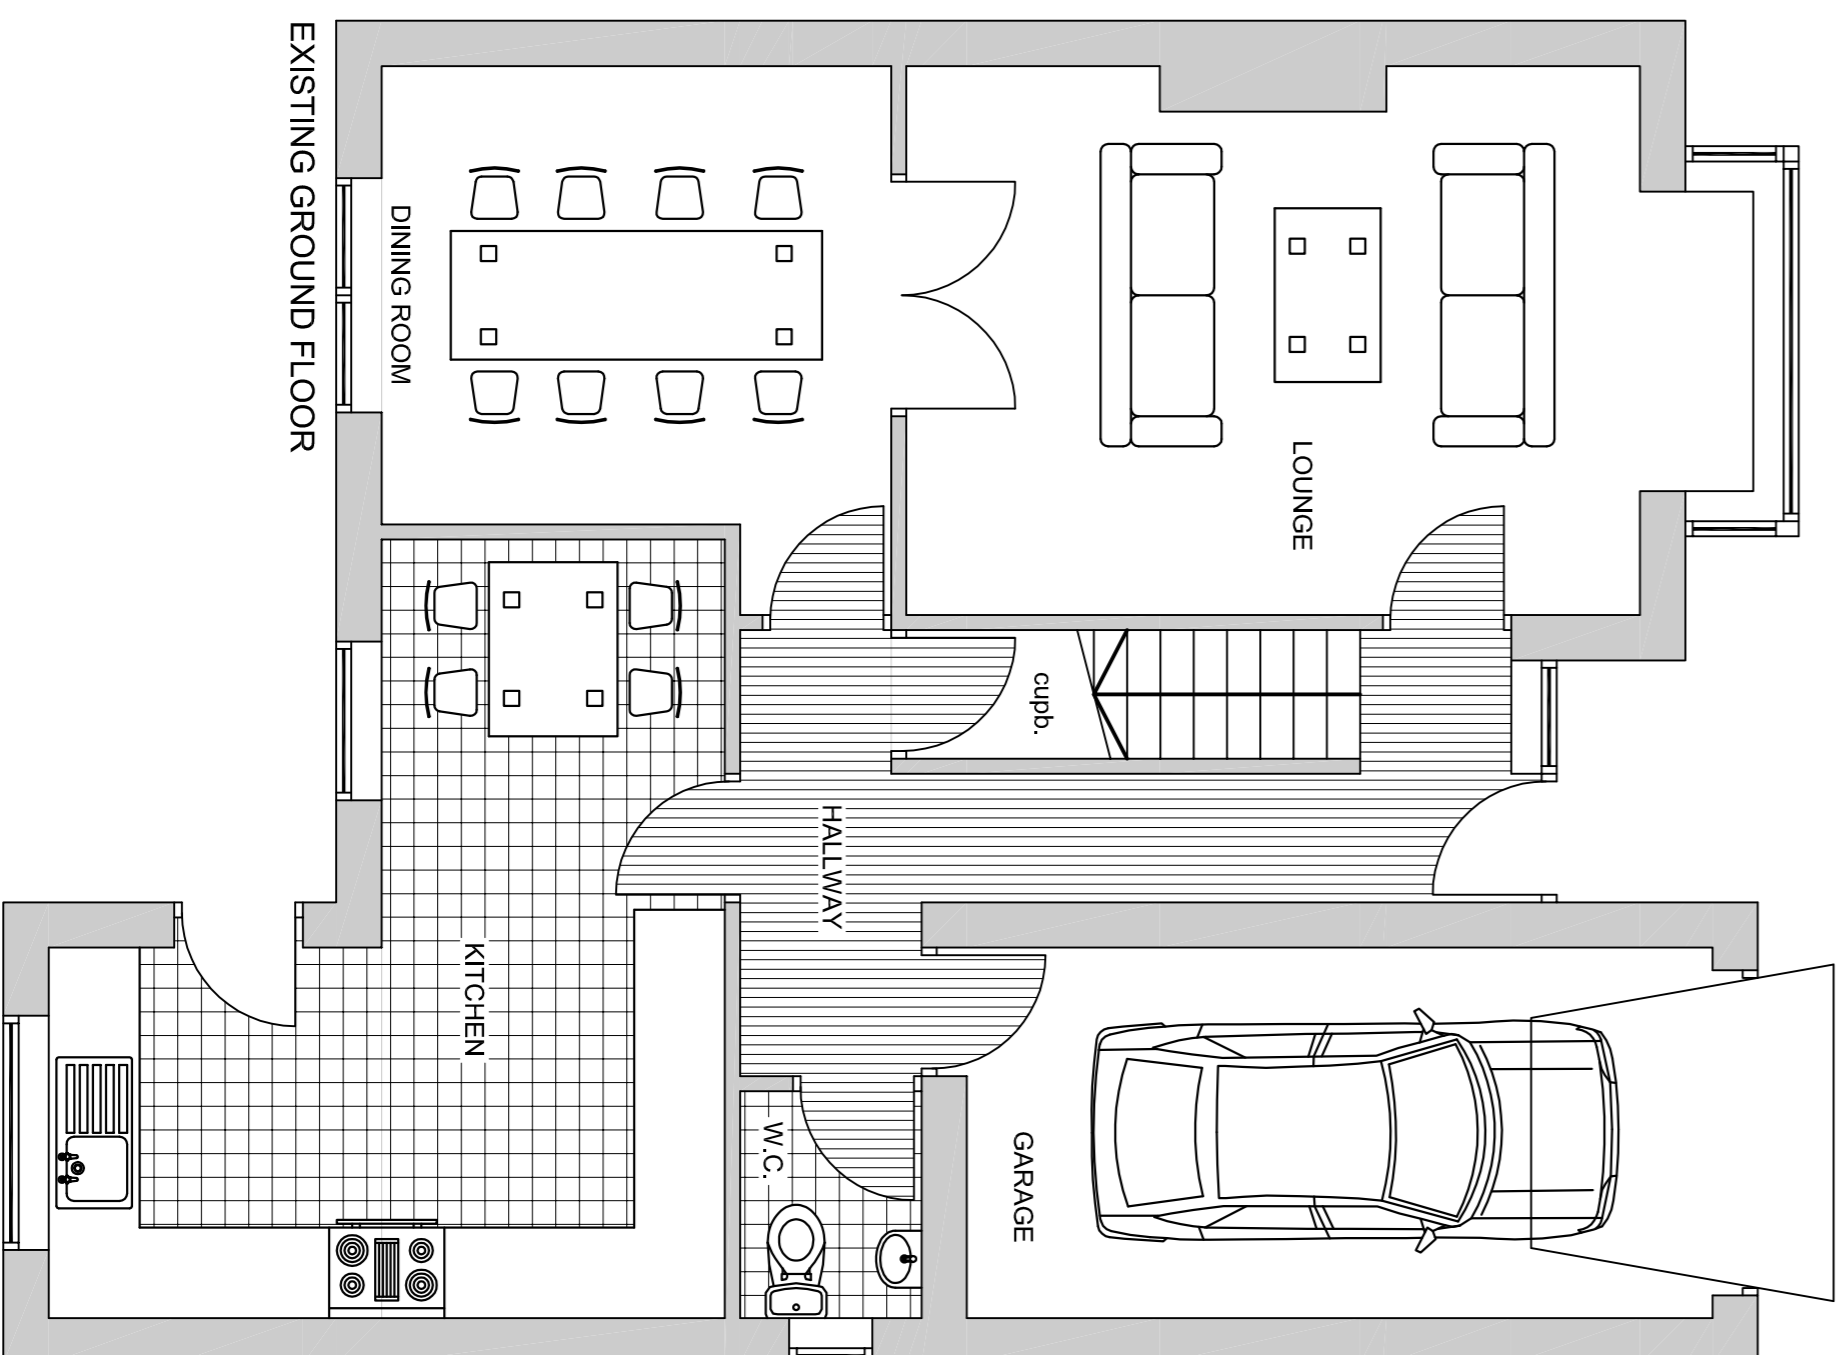 EXISTING GROUND FLOOR
DINING ROOM
LOUNGE
cupb.
HALLWAY
KITCHEN
W.C.
GARAGE